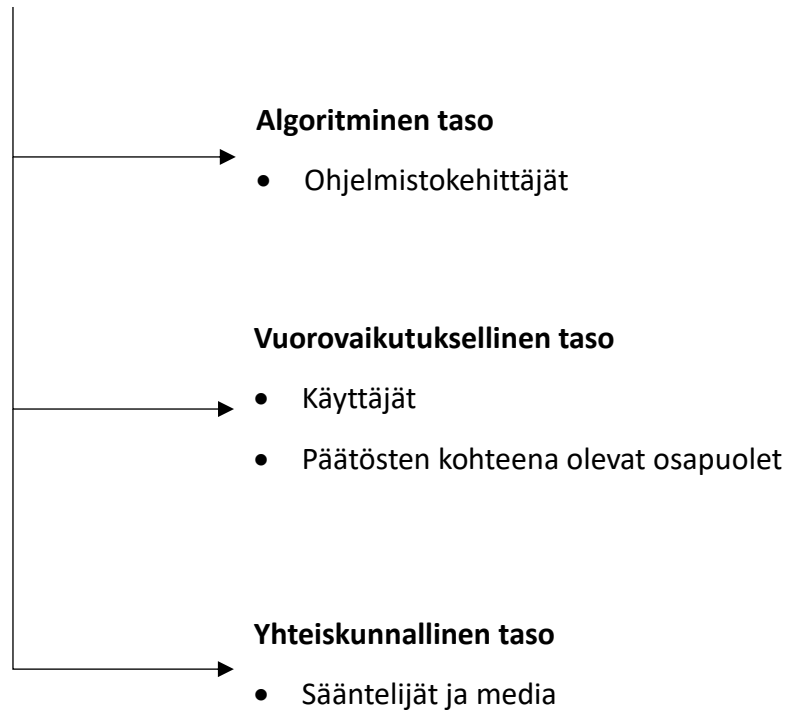 Algoritminen taso
• Ohjelmistokehittäjät
Vuorovaikutuksellinen taso
• Käyttäjät
• Päätösten kohteena olevat osapuolet
Yhteiskunnallinen taso
• Sääntelijät ja media